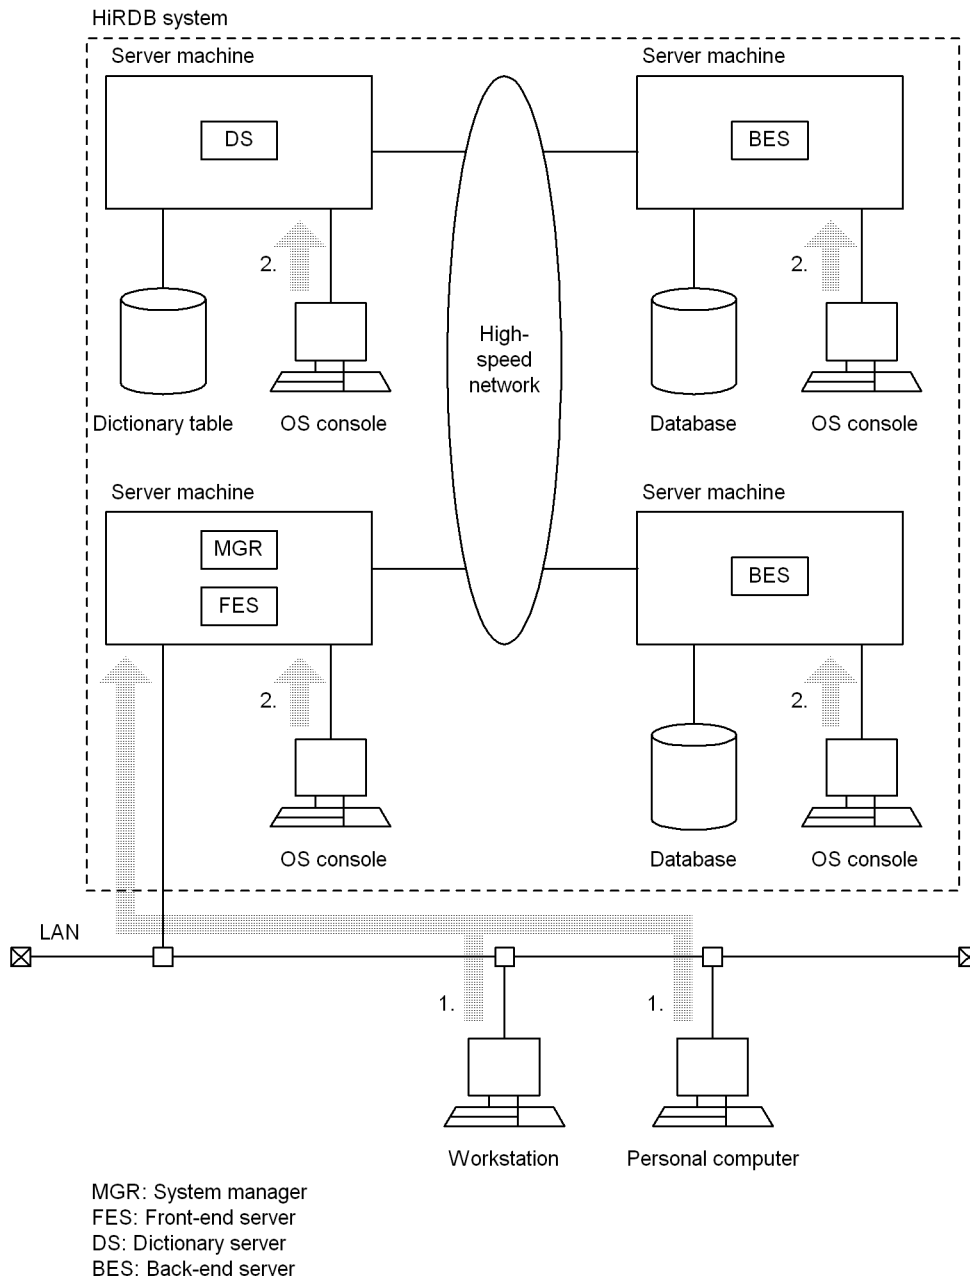 HiRDB system
Server machine
Server machine
DS
BES
2.
2.
High-
speed
network
Dictionary table
OS console
Database
OS console
Server machine
Server machine
MGR
FES
BES
2.
2.
OS console
Database
OS console
LAN
1.
1.
Workstation
Personal computer
MGR: System manager
FES: Front-end server
DS: Dictionary server
BES: Back-end server